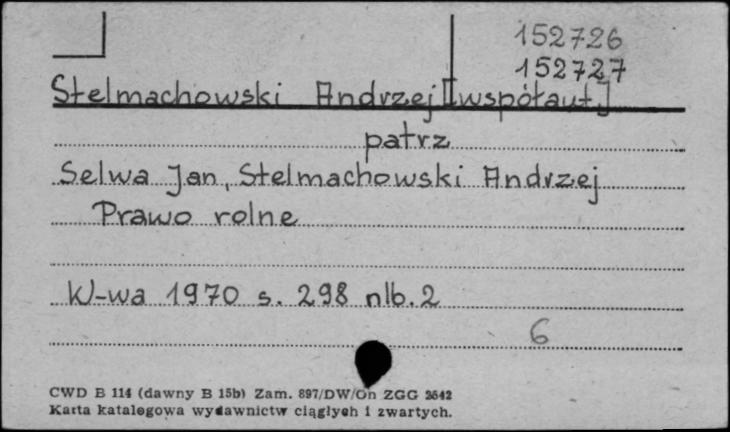 152726
152727
Stelmachowski Andrzej [współaut.]
patrz
Selwa Jan, Stelmachowski Andrzej
Prawo rolne
W-wa 1970 s. 298 nlb. 2
6
CWD B 114 (dawny B 15b) Zam. 897/DW/On ZGG 2642
Karta katalogowa wydawnictw ciągłych i zwartych.